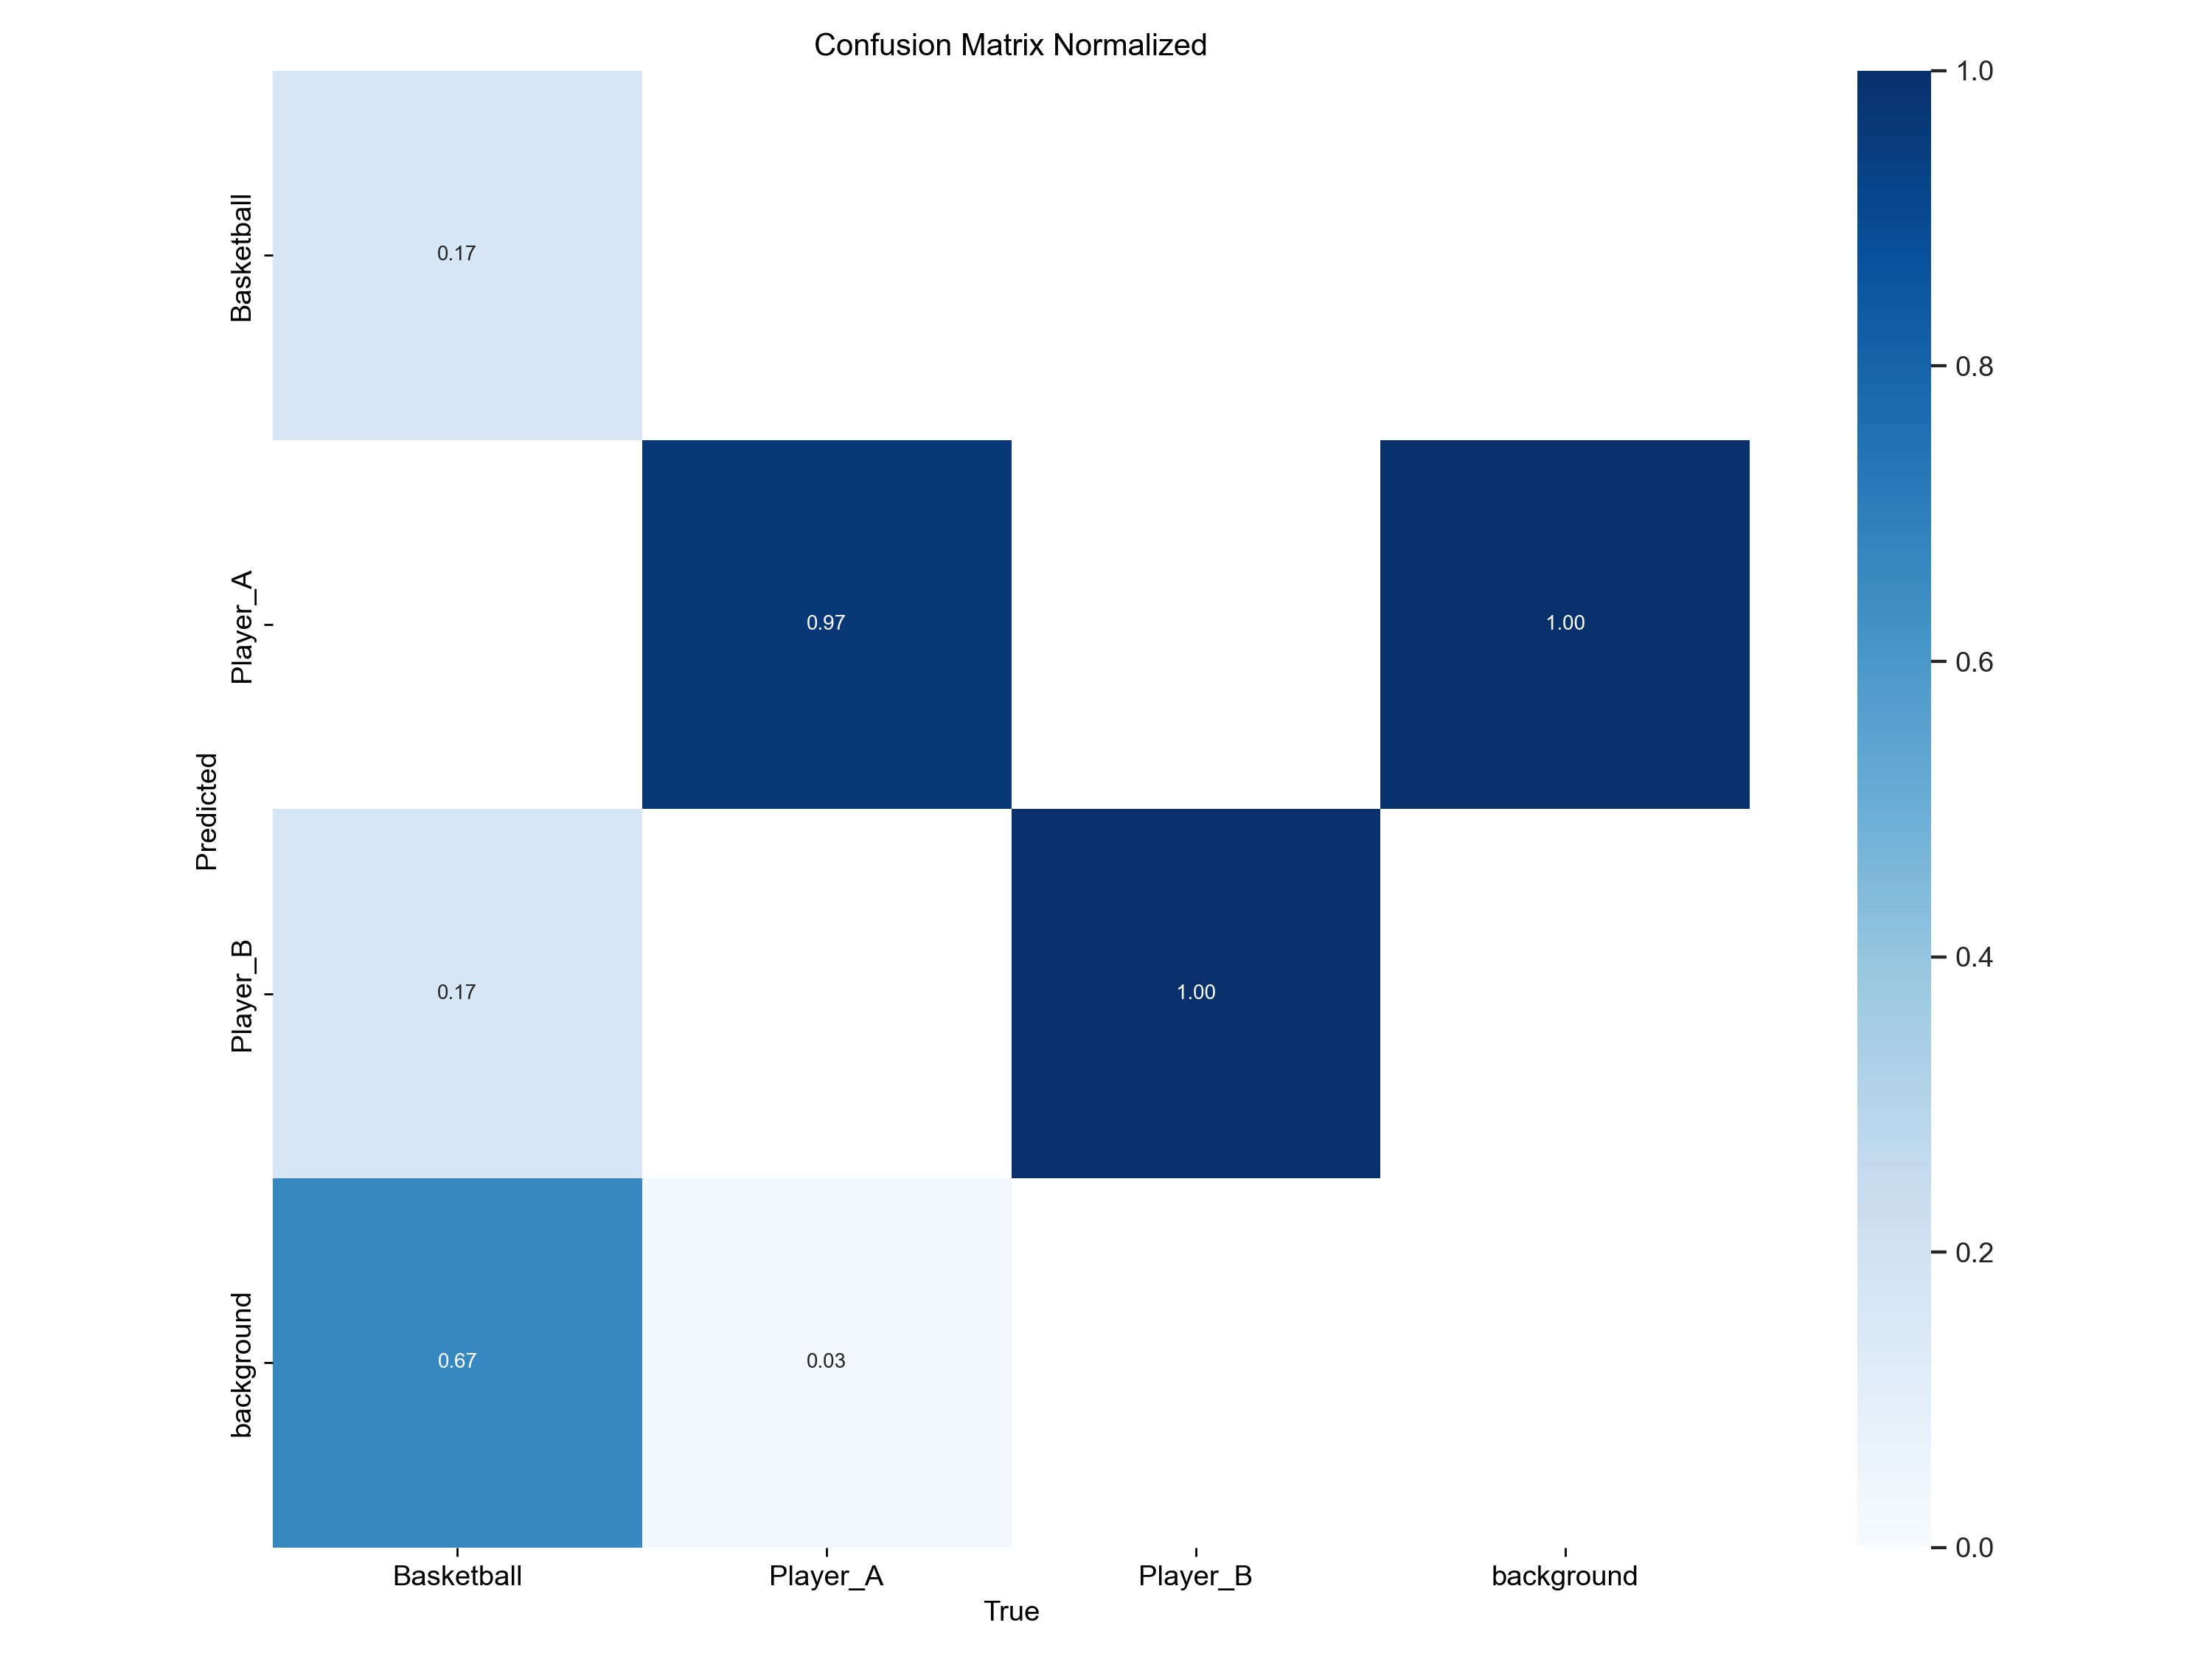 Confusion Matrix Normalized
Basketball
Player_A
Player_B
background
Predicted
0.17
0.97
1.00
0.17
1.00
0.67
0.03
Basketball
Player_A
Player_B
background
True
1.0
0.8
0.6
0.4
0.2
0.0